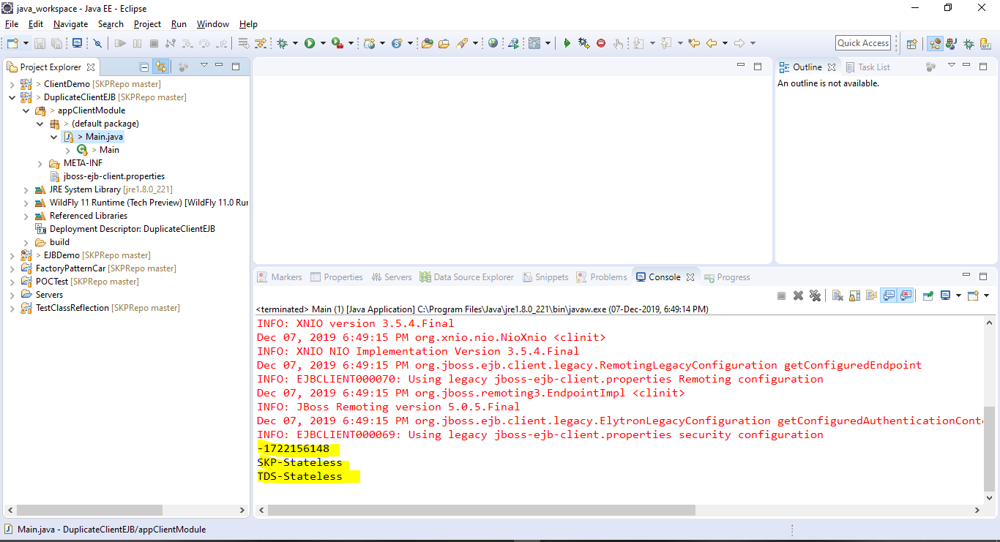 java_workspace - Java EE - Eclipse
File Edit Navigate Search Project Run Window Help
Quick Access
Project Explorer
> ClientDemo [SKPRepo master]
> DuplicateClientEJB [SKPRepo master]
> appClientModule
> (default package)
> Main.java
> Main
META-INF
jboss-ejb-client.properties
JRE System Library [jre1.8.0_221]
WildFly 11 Runtime (Tech Preview) [WildFly 11.0 Rur
Referenced Libraries
Deployment Descriptor: DuplicateClientEJB
build
> EJBDemo [SKPRepo master]
FactoryPatternCar [SKPRepo master]
POCTest [SKPRepo master]
Servers
TestClassReflection [SKPRepo master]
Outline Task List
An outline is not available.
Markers Properties Servers Data Source Explorer Snippets Problems Console Progress
<terminated> Main (1) [Java Application] C:\Program Files\Java\jre1.8.0_221\bin\javaw.exe (07-Dec-2019, 6:49:14 PM)
INFO: XNIO version 3.5.4.Final
Dec 07, 2019 6:49:15 PM org.xnio.nio.NioXnio <clinit>
INFO: XNIO NIO Implementation Version 3.5.4.Final
Dec 07, 2019 6:49:15 PM org.jboss.ejb.client.legacy.RemotingLegacyConfiguration getConfiguredEndpoint
INFO: EJBCLIENT000070: Using legacy jboss-ejb-client.properties Remoting configuration
Dec 07, 2019 6:49:15 PM org.jboss.remoting3.EndpointImpl <clinit>
INFO: JBoss Remoting version 5.0.5.Final
Dec 07, 2019 6:49:15 PM org.jboss.ejb.client.legacy.ElytronLegacyConfiguration getConfiguredAuthenticationConte
INFO: EJBCLIENT000069: Using legacy jboss-ejb-client.properties security configuration
-1722156148
SKP-Stateless
TDS-Stateless
Main.java - DuplicateClientEJB/appClientModule